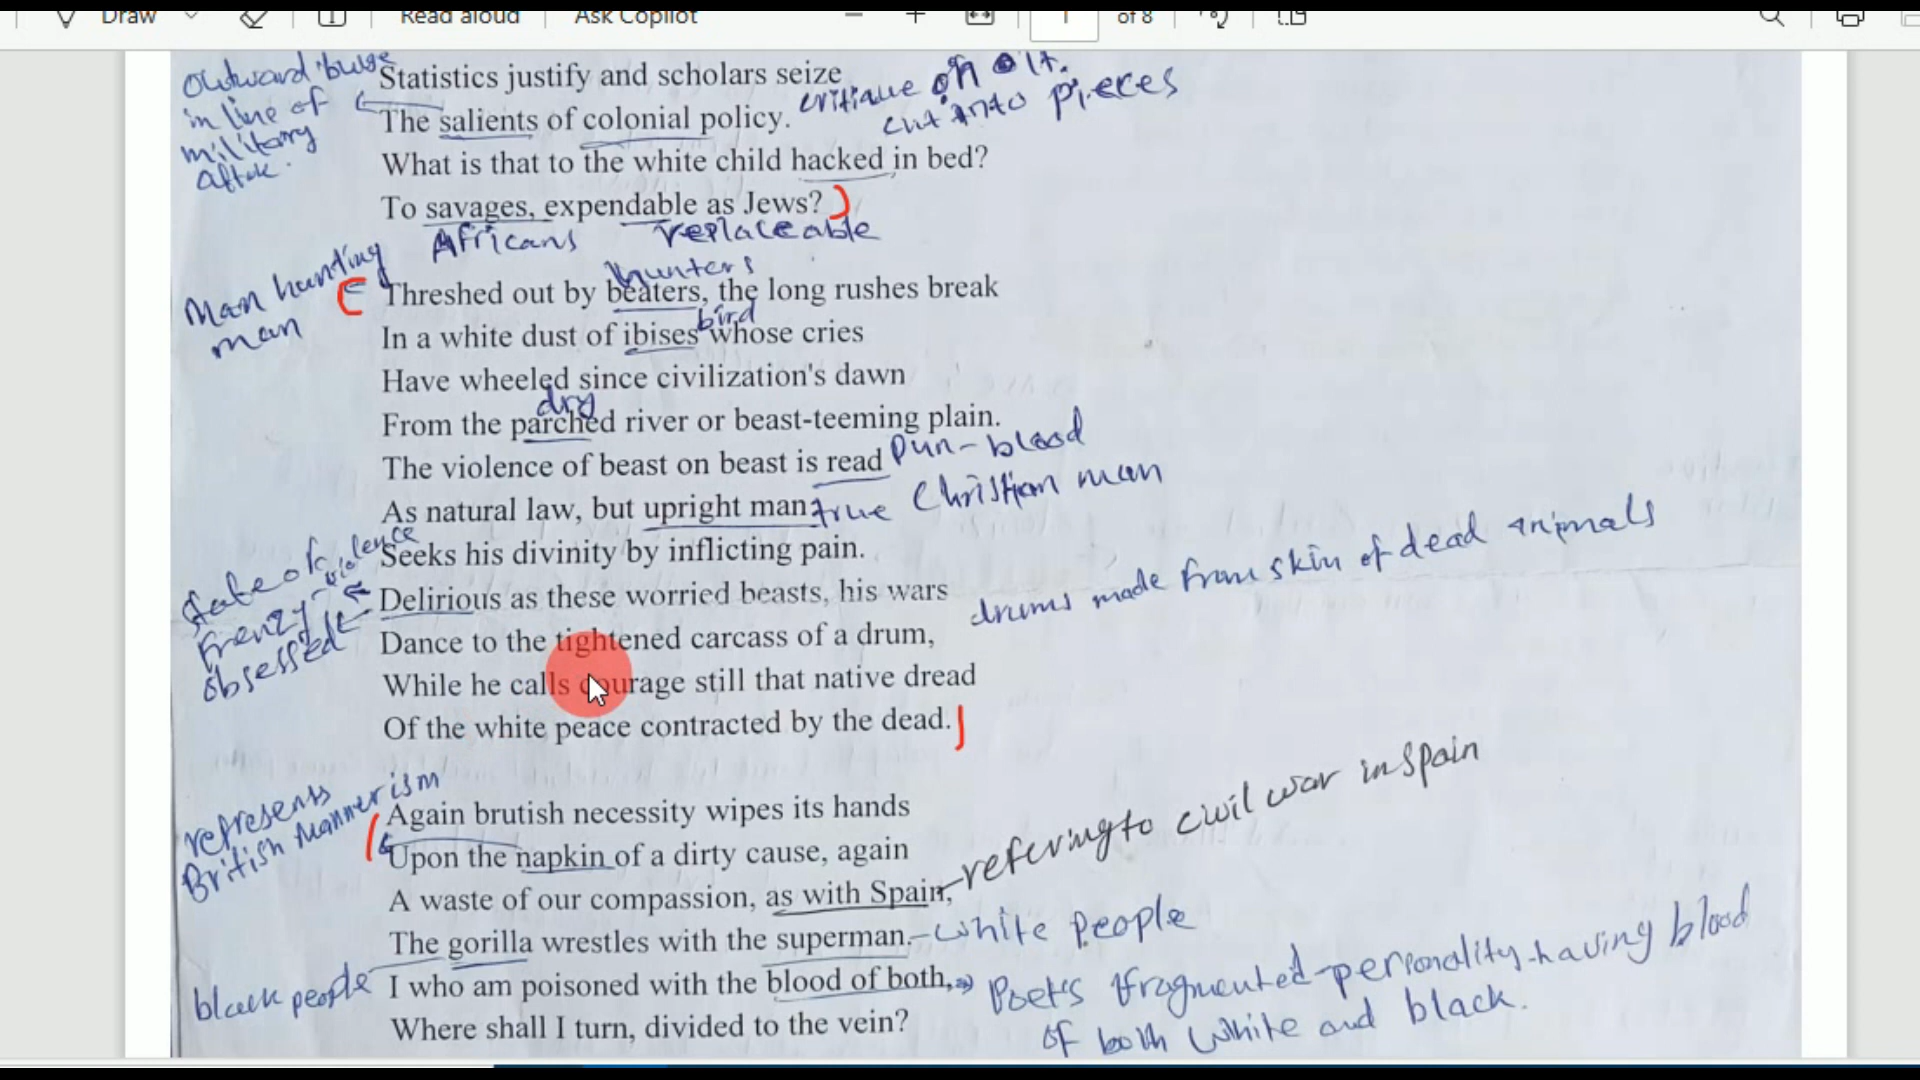 Draw
Read aloud
Ask Copilot
1 of 8
outward bulge
in line of
military
attack.
Statistics justify and scholars seize
The salients of colonial policy.
critique on
cut into pieces
What is that to the white child hacked in bed?
To savages, expendable as Jews?
Africans
replaceable
Man hunting
man
hunters
Threshed out by beaters, the long rushes break
bird
In a white dust of ibises whose cries
Have wheeled since civilization's dawn
dry
From the parched river or beast-teeming plain.
The violence of beast on beast is read
Pun - blood
As natural law, but upright man
true Christian man
Seeks his divinity by inflicting pain.
state of violence
Frenzy -
obsessed
Delirious as these worried beasts, his wars
drums made from skin of dead animals
Dance to the tightened carcass of a drum,
While he calls courage still that native dread
Of the white peace contracted by the dead.
represents
British Mannerism
Again brutish necessity wipes its hands
Upon the napkin of a dirty cause, again
A waste of our compassion, as with Spain,
refering to civil war in Spain
The gorilla wrestles with the superman.
- white people
black people
I who am poisoned with the blood of both,
Poet's fragmented personality having blood
of both white and black.
Where shall I turn, divided to the vein?